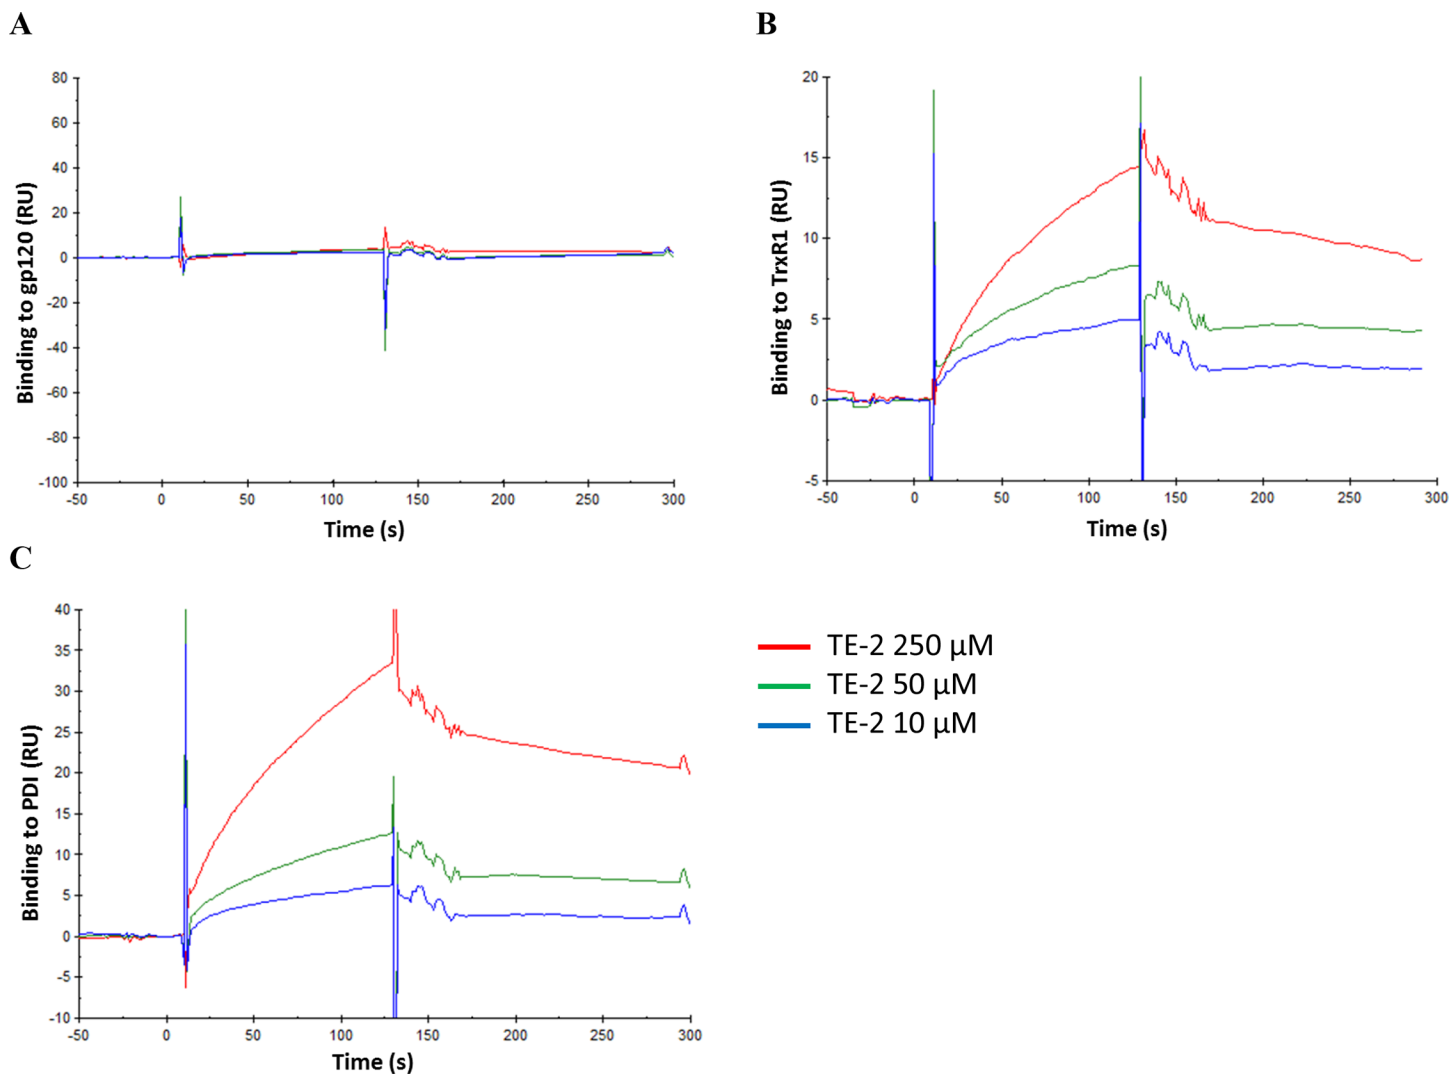 A
Binding to gp120 (RU)
80
60
40
20
0
-20
-40
-60
-80
-100
-50 0 50 100 150 200 250 300
Time (s)
B
Binding to TrxR1 (RU)
20
15
10
5
0
-5
-50 0 50 100 150 200 250 300
Time (s)
C
Binding to PDI (RU)
40
35
30
25
20
15
10
5
0
-5
-10
-50 0 50 100 150 200 250 300
Time (s)
TE-2 250 µM
TE-2 50 µM
TE-2 10 µM